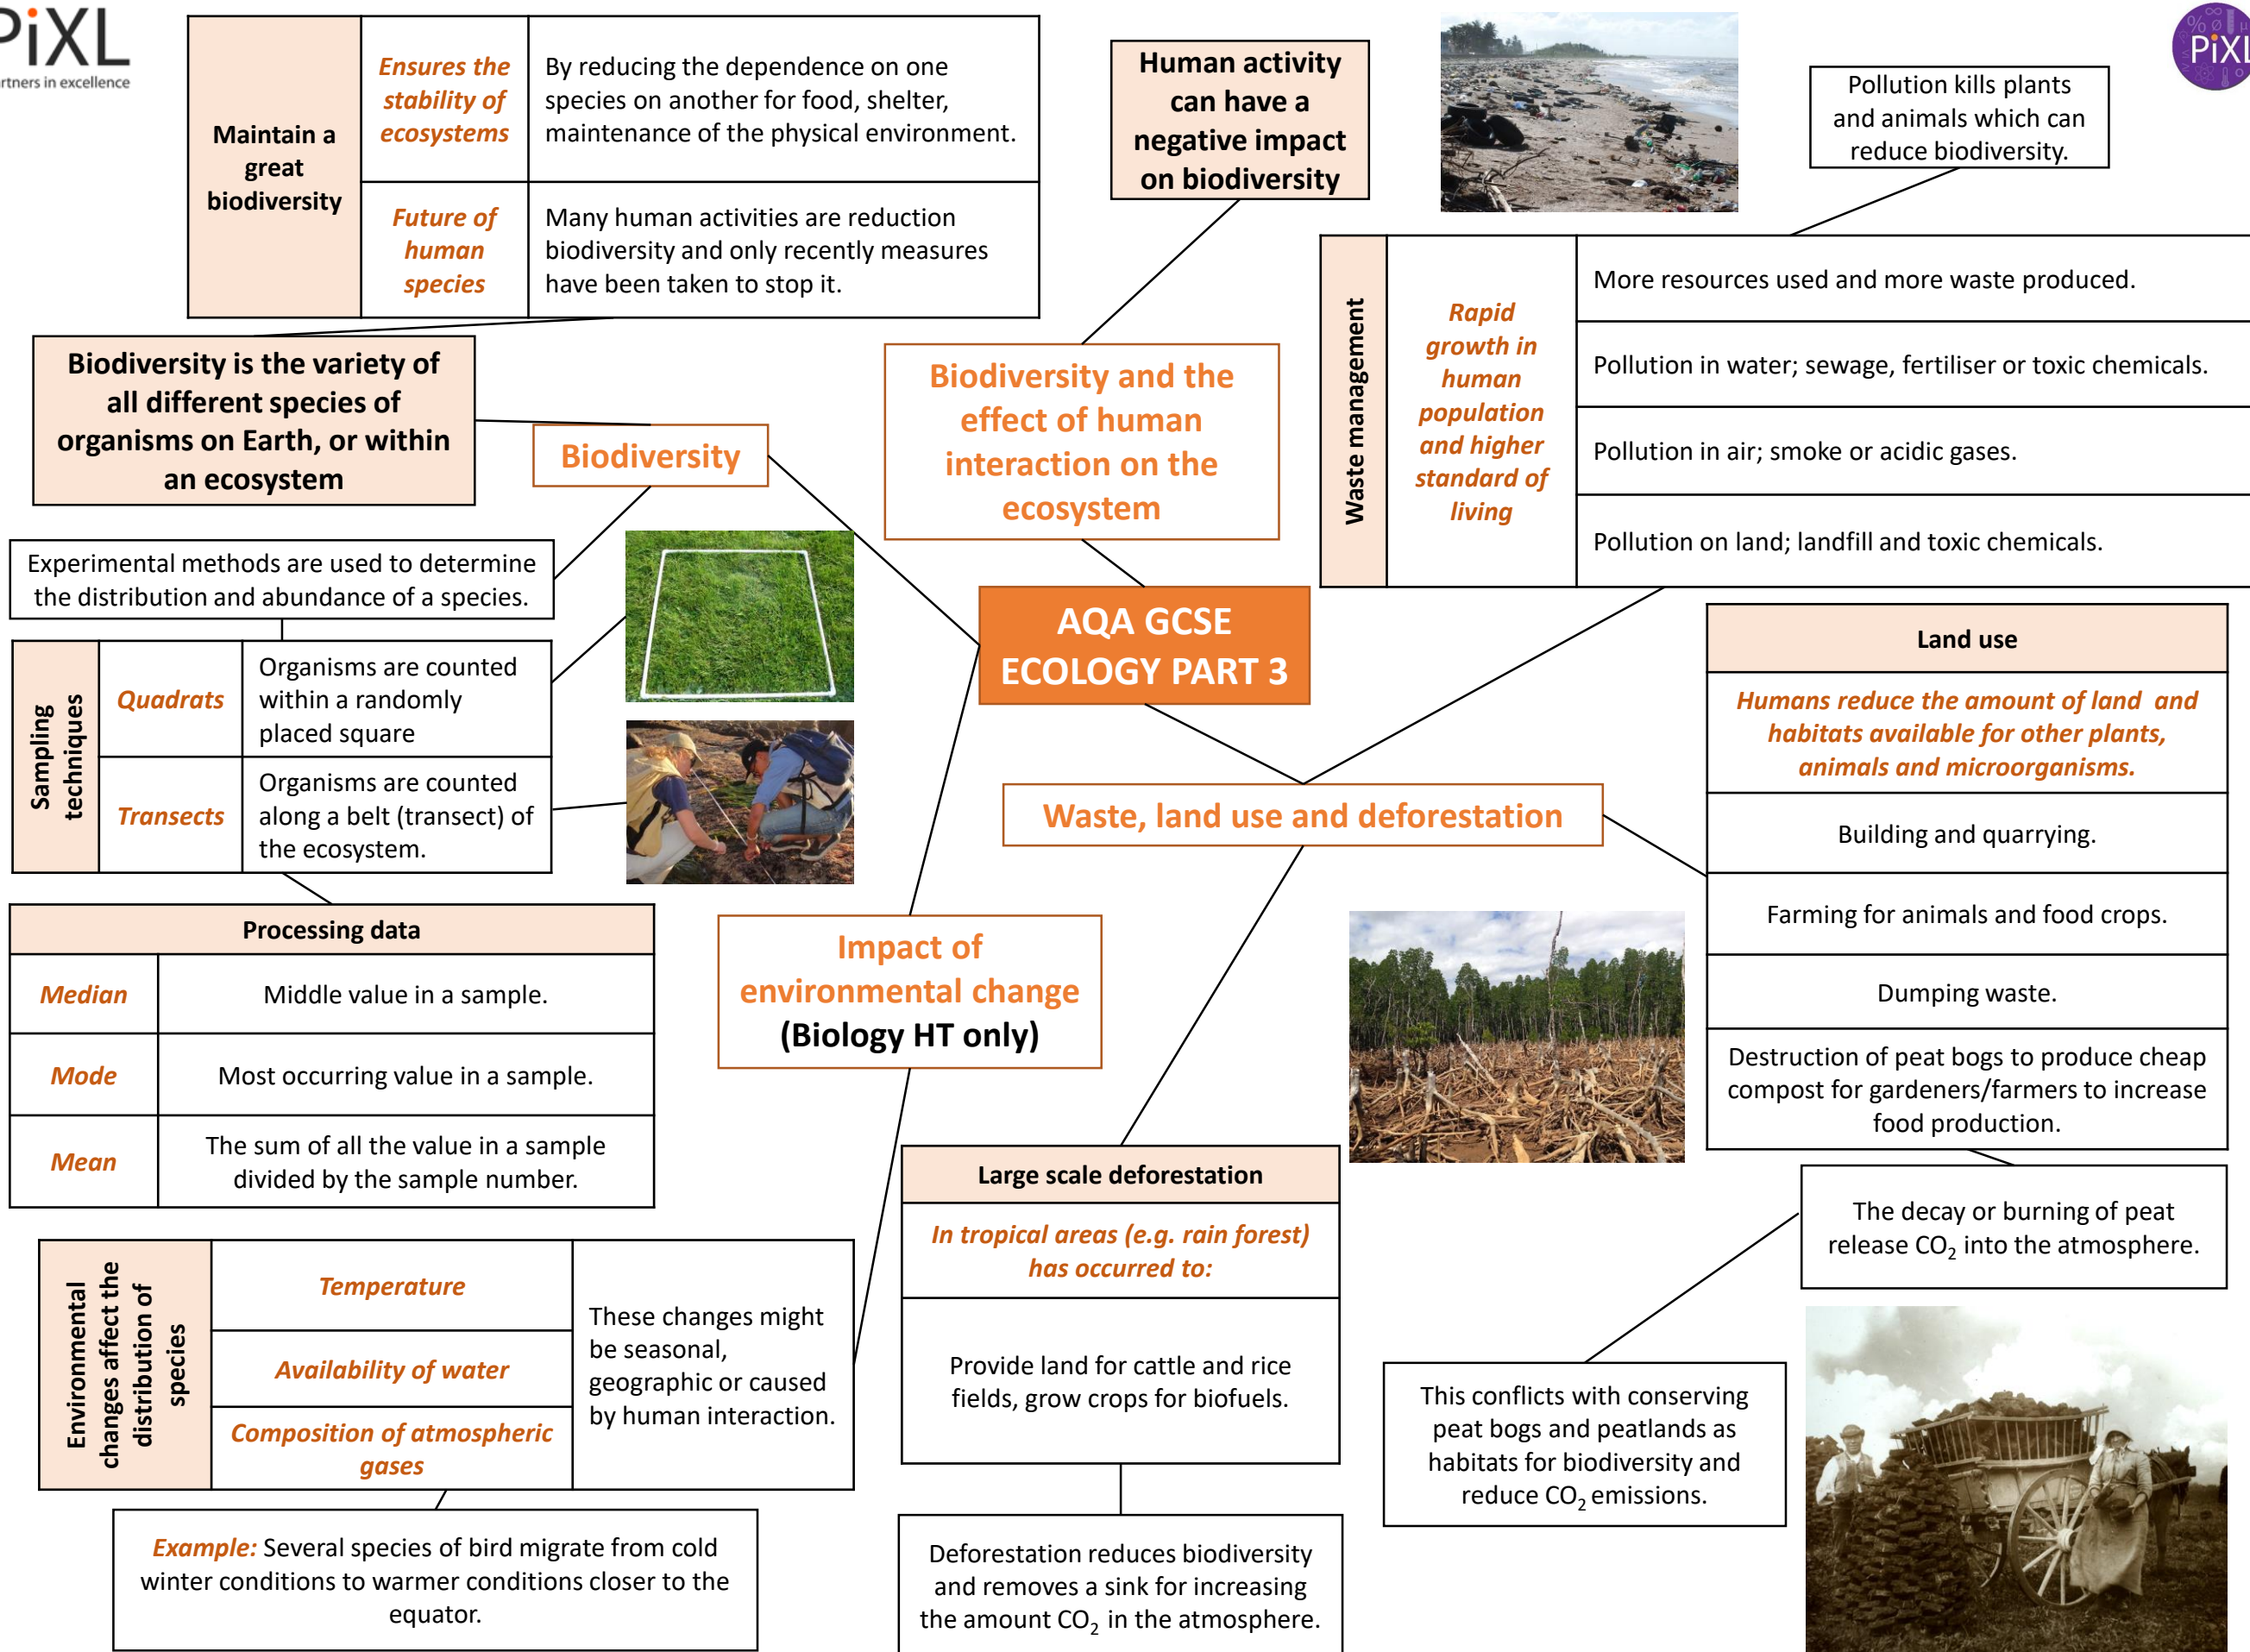 PiXL
partners in excellence
PiXL
Maintain a
great
biodiversity
Ensures the
stability of
ecosystems
By reducing the dependence on one
species on another for food, shelter,
maintenance of the physical environment.
Future of
human
species
Many human activities are reduction
biodiversity and only recently measures
have been taken to stop it.
Human activity
can have a
negative impact
on biodiversity
Pollution kills plants
and animals which can
reduce biodiversity.
Waste management
Rapid
growth in
human
population
and higher
standard of
living
More resources used and more waste produced.
Pollution in water; sewage, fertiliser or toxic chemicals.
Pollution in air; smoke or acidic gases.
Pollution on land; landfill and toxic chemicals.
Biodiversity is the variety of
all different species of
organisms on Earth, or within
an ecosystem
Biodiversity
Biodiversity and the
effect of human
interaction on the
ecosystem
Experimental methods are used to determine
the distribution and abundance of a species.
AQA GCSE
ECOLOGY PART 3
Sampling
techniques
Quadrats
Organisms are counted
within a randomly
placed square
Transects
Organisms are counted
along a belt (transect) of
the ecosystem.
Land use
Humans reduce the amount of land and
habitats available for other plants,
animals and microorganisms.
Building and quarrying.
Farming for animals and food crops.
Dumping waste.
Destruction of peat bogs to produce cheap
compost for gardeners/farmers to increase
food production.
Waste, land use and deforestation
Processing data
Median
Middle value in a sample.
Mode
Most occurring value in a sample.
Mean
The sum of all the value in a sample
divided by the sample number.
Impact of
environmental change
(Biology HT only)
Large scale deforestation
In tropical areas (e.g. rain forest)
has occurred to:
Provide land for cattle and rice
fields, grow crops for biofuels.
The decay or burning of peat
release CO₂ into the atmosphere.
Environmental
changes affect the
distribution of
species
Temperature
Availability of water
Composition of atmospheric
gases
These changes might
be seasonal,
geographic or caused
by human interaction.
This conflicts with conserving
peat bogs and peatlands as
habitats for biodiversity and
reduce CO₂ emissions.
Example: Several species of bird migrate from cold
winter conditions to warmer conditions closer to the
equator.
Deforestation reduces biodiversity
and removes a sink for increasing
the amount CO₂ in the atmosphere.